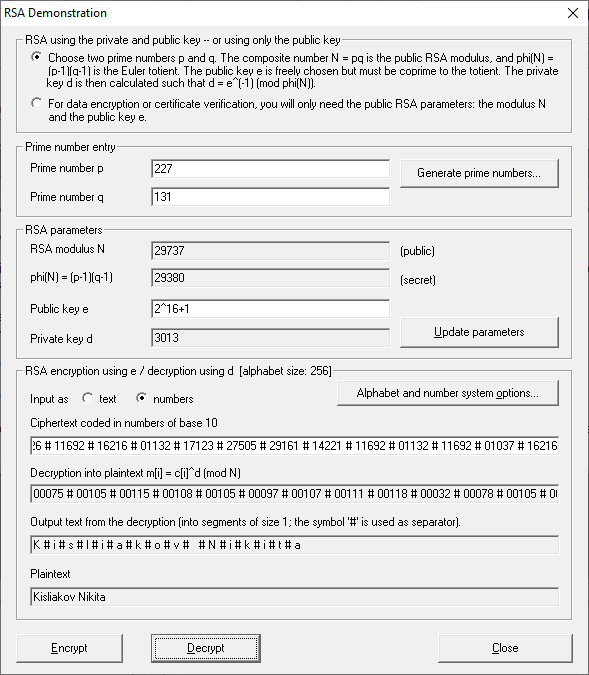 RSA Demonstration
RSA using the private and public key -- or using only the public key
Choose two prime numbers p and q. The composite number N = pq is the public RSA modulus, and phi(N) =
(p-1)(q-1) is the Euler totient. The public key e is freely chosen but must be coprime to the totient. The private
key d is then calculated such that d = e^(-1) (mod phi(N)).
For data encryption or certificate verification, you will only need the public RSA parameters: the modulus N
and the public key e.
Prime number entry
Prime number p 227 Generate prime numbers...
Prime number q 131
RSA parameters
RSA modulus N 29737 (public)
phi(N) = (p-1)(q-1) 29380 (secret)
Public key e 2^16+1
Private key d 3013 Update parameters
RSA encryption using e / decryption using d [alphabet size: 256]
Input as text numbers Alphabet and number system options...
Ciphertext coded in numbers of base 10
26 # 11692 # 16216 # 01132 # 17123 # 27505 # 29161 # 14221 # 11692 # 01132 # 11692 # 01037 # 16216
Decryption into plaintext m[i] = c[i]^d (mod N)
00075 # 00105 # 00115 # 00108 # 00105 # 00097 # 00107 # 00111 # 00118 # 00032 # 00078 # 00105 # 00
Output text from the decryption (into segments of size 1; the symbol '#' is used as separator).
K # i # s # l # i # a # k # o # v #   # N # i # k # i # t # a
Plaintext
Kisliakov Nikita
Encrypt Decrypt Close